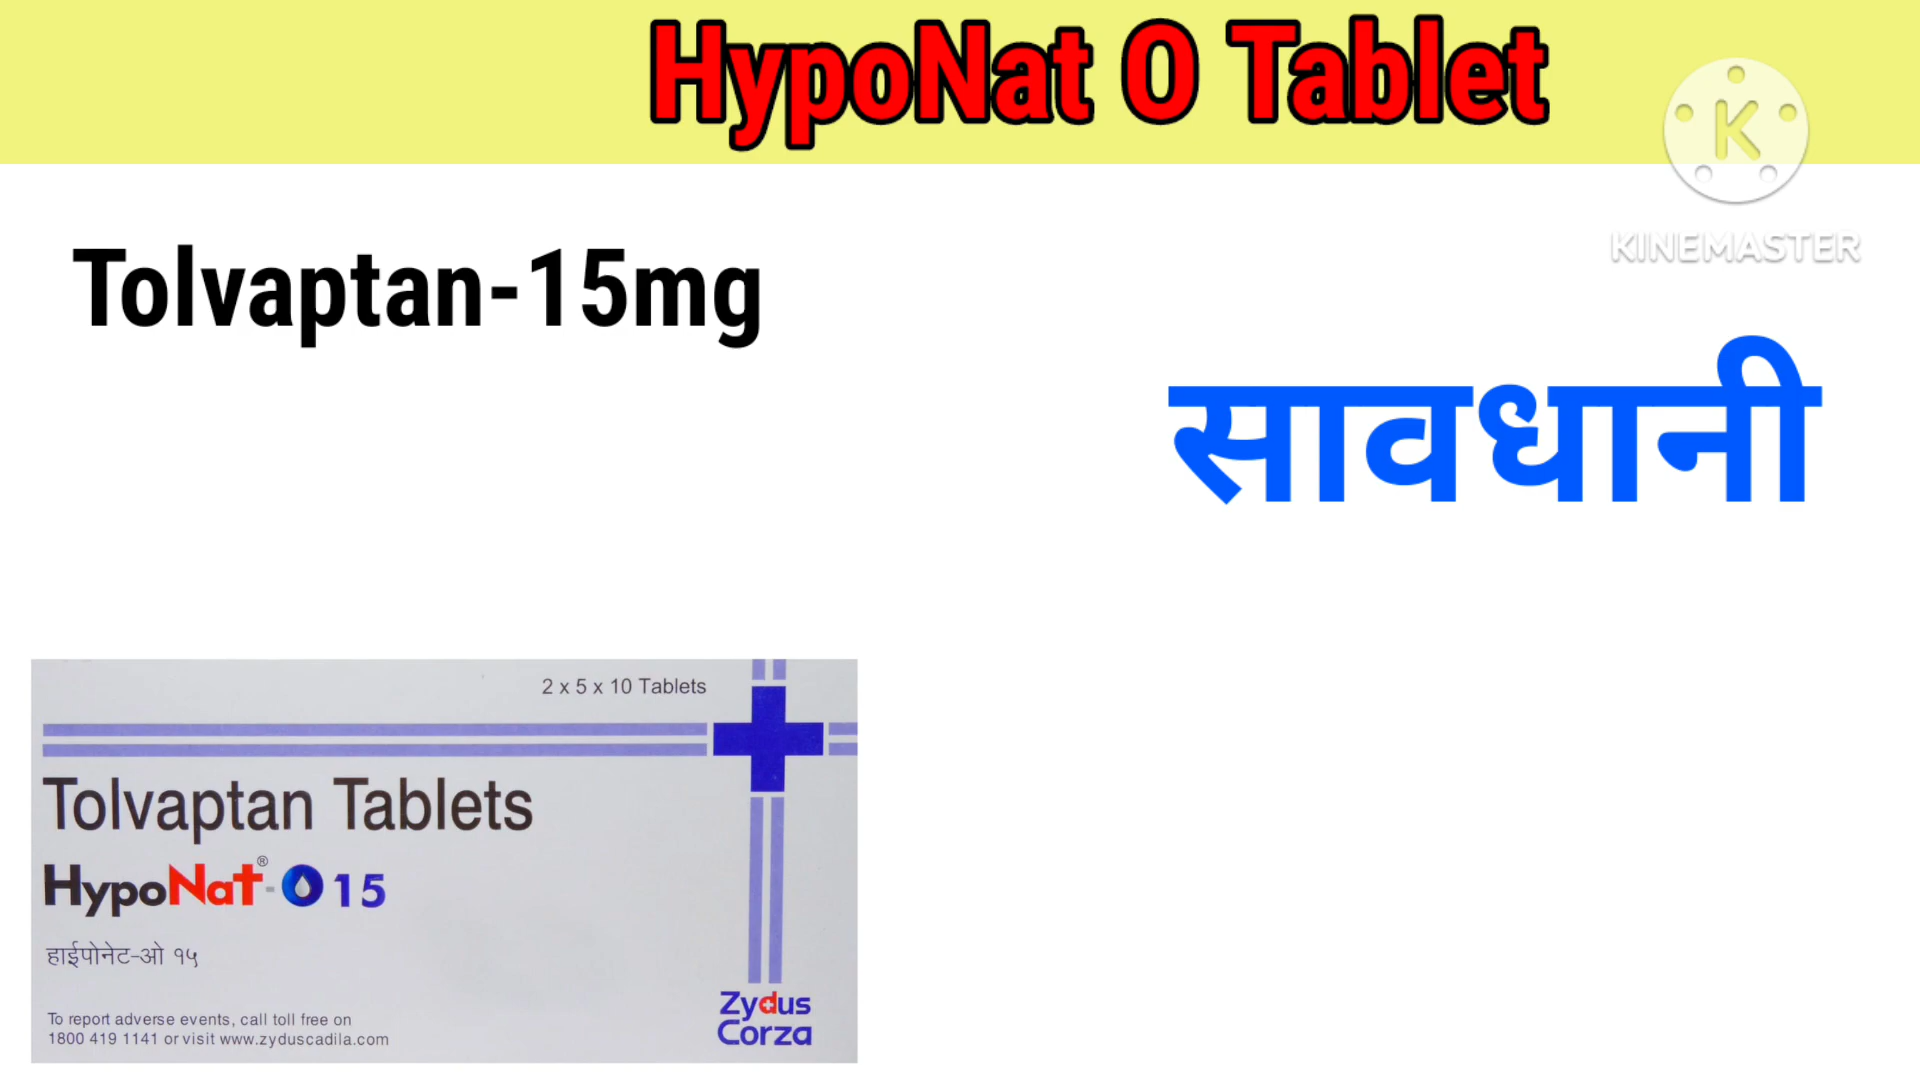 HypoNat O Tablet
K
KINEMASTER
Tolvaptan-15mg
सावधानी
2 x 5 x 10 Tablets
Tolvaptan Tablets
HypoNat®-O 15
हाईपोनेट-ओ १५
To report adverse events, call toll free on
1800 419 1141 or visit www.zyduscadila.com
Zydus
Corza